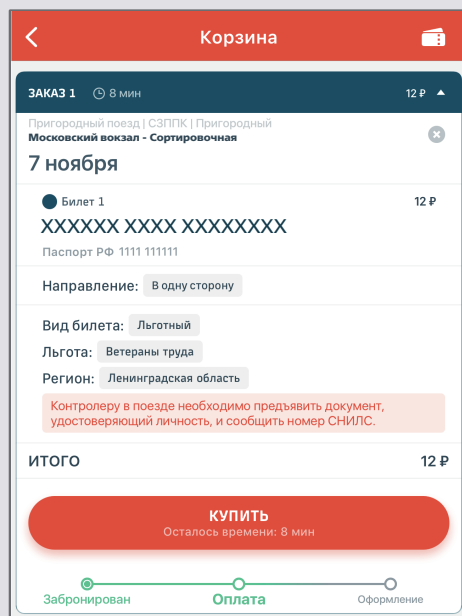 Корзина
ЗАКАЗ 1 8 мин 12 ₽
Пригородный поезд | СЗППК | Пригородный
Московский вокзал - Сортировочная
7 ноября
Билет 1 12 ₽
XXXXXX XXXX XXXXXXXX
Паспорт РФ 1111 111111
Направление: В одну сторону
Вид билета: Льготный
Льгота: Ветераны труда
Регион: Ленинградская область
Контролеру в поезде необходимо предъявить документ,
удостоверяющий личность, и сообщить номер СНИЛС.
ИТОГО 12 ₽
КУПИТЬ
Осталось времени: 8 мин
Забронирован Оплата Оформление